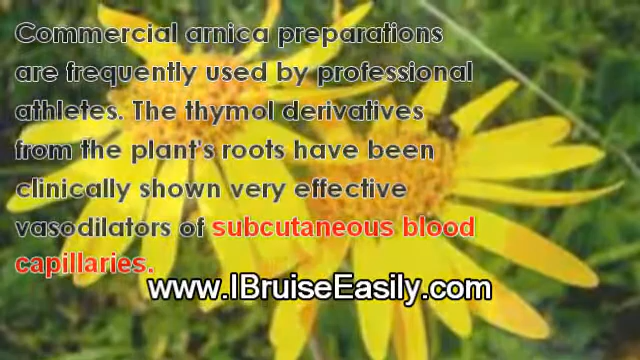 Commercial arnica preparations
are frequently used by professional
athletes. The thymol derivatives
from the plant's roots have been
clinically shown very effective
vasodilators of subcutaneous blood
capillaries.
www.IBruiseEasily.com